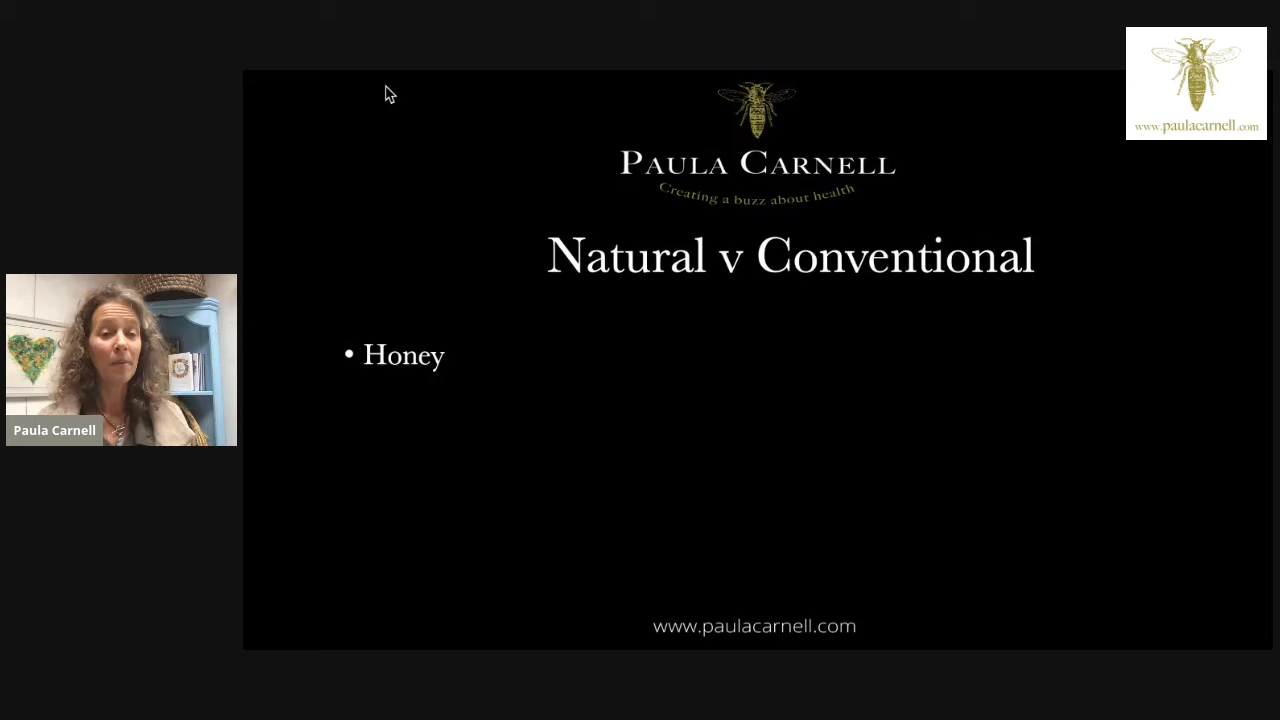 www.paulacarnell.com
PAULA CARNELL
Creating a buzz about health
Natural v Conventional
• Honey
Paula Carnell
www.paulacarnell.com